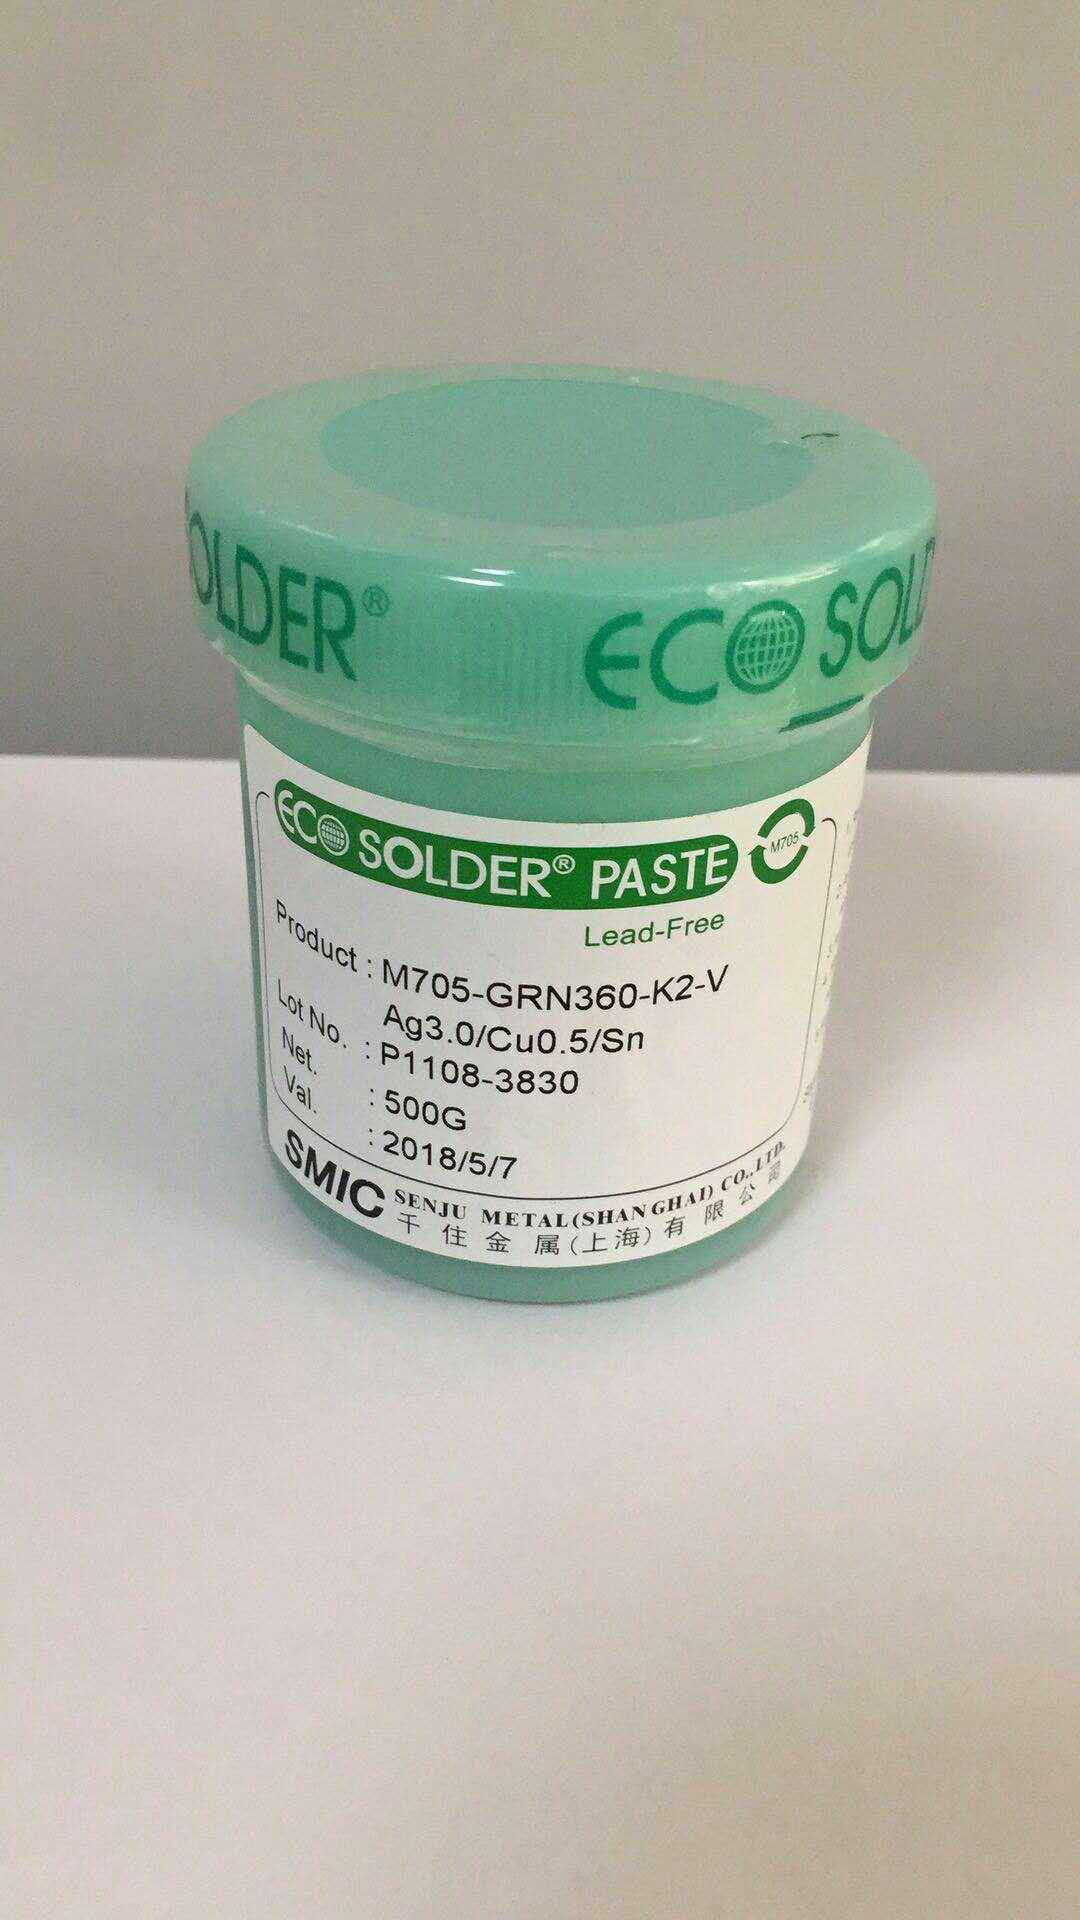 SOLDER® ECO SOLD
ECO SOLDER® PASTE
M705
Lead-Free
Product : M705-GRN360-K2-V
Ag3.0/Cu0.5/Sn
Lot No. : P1108-3830
Net. : 500G
Val. : 2018/5/7
SMIC SENJU METAL(SHANGHAI) CO.,LTD.
千住金属(上海)有限公司